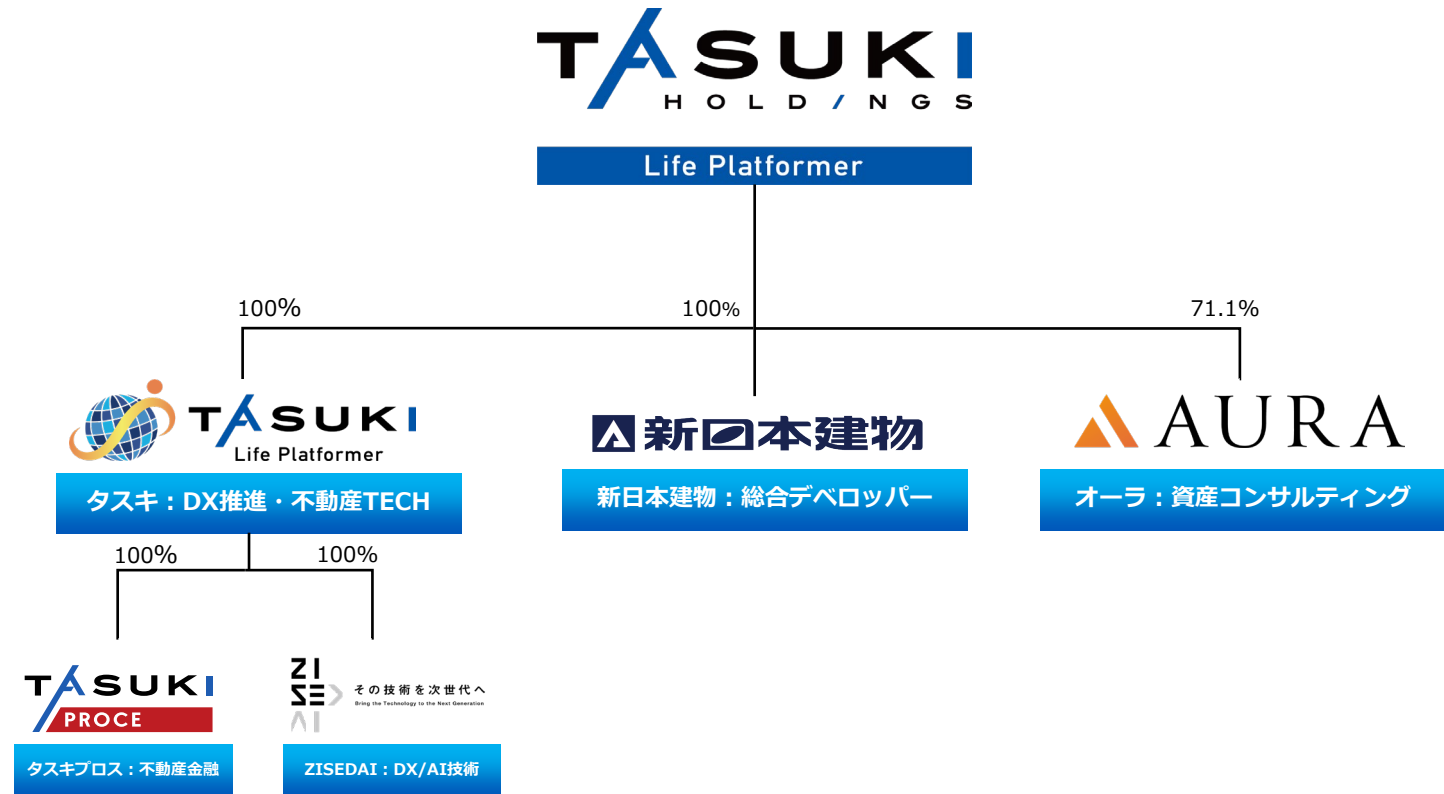 TASUKI
HOLDINGS
Life Platformer
100%
100%
71.1%
TASUKI
Life Platformer
新日本建物
AURA
タスキ：DX推進・不動産TECH
新日本建物：総合デベロッパー
オーラ：資産コンサルティング
100%
100%
TASUKI
PROCE
ZI
SED
AI
その技術を次世代へ
Bring the Technology to the Next Generation
タスキプロス：不動産金融
ZISEDAI：DX/AI技術